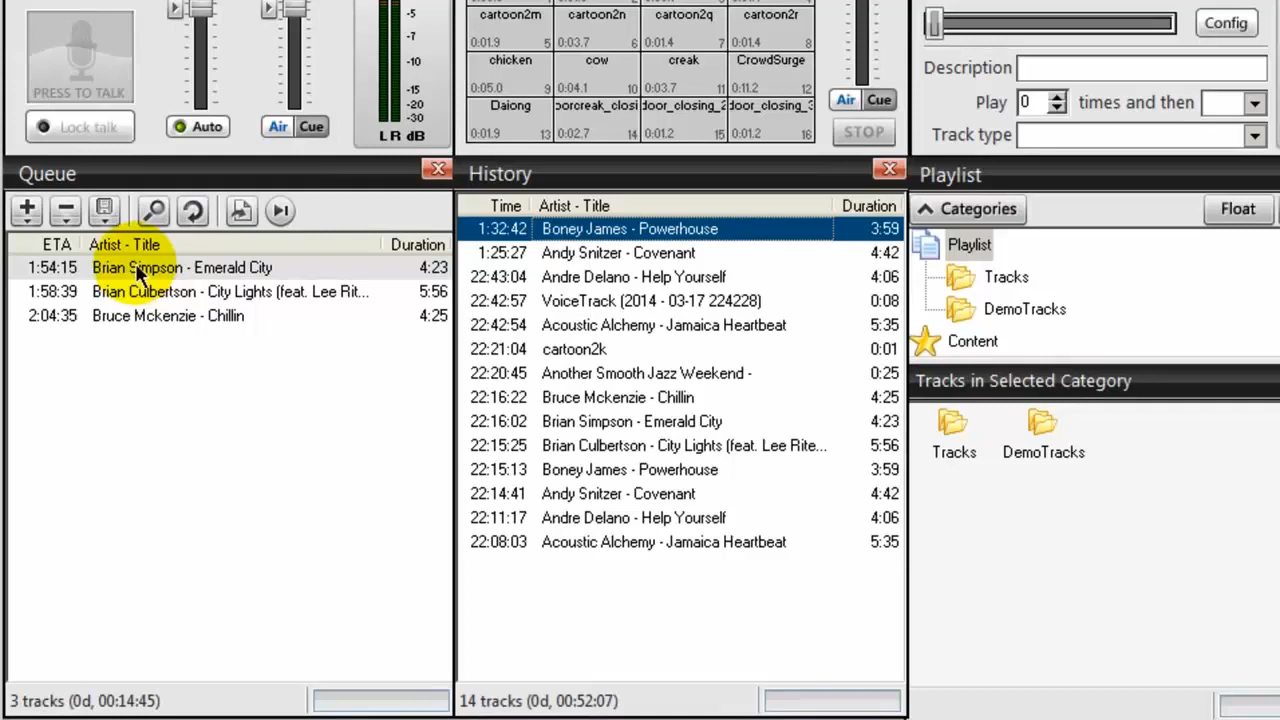 PRESS TO TALK
Lock talk
Auto
Air Cue
-5
-7
-10
-15
-20
-30
L R dB
cartoon2m cartoon2n cartoon2q cartoon2r
0:01.9 5 0:03.7 6 0:01.4 7 0:01.4 8
chicken cow creak CrowdSurge
0:05.0 9 0:04.1 10 0:03.7 11 0:02.3 12
Daiong oorcreak_closi door_closing_2 door_closing_3
0:01.9 13 0:02.7 14 0:01.2 15 0:01.2 16
Air Cue
STOP
Config
Description
Play 0 times and then
Track type
Queue
ETA Artist - Title Duration
1:54:15 Brian Simpson - Emerald City 4:23
1:58:39 Brian Culbertson - City Lights (feat. Lee Rit... 5:56
2:04:35 Bruce Mckenzie - Chillin 4:25
3 tracks (0d, 00:14:45)
History
Time Artist - Title Duration
1:32:42 Boney James - Powerhouse 3:59
1:25:27 Andy Snitzer - Covenant 4:42
22:43:04 Andre Delano - Help Yourself 4:06
22:42:57 VoiceTrack (2014 - 03-17 224228) 0:08
22:42:54 Acoustic Alchemy - Jamaica Heartbeat 5:35
22:21:04 cartoon2k 0:01
22:20:45 Another Smooth Jazz Weekend - 0:25
22:16:22 Bruce Mckenzie - Chillin 4:25
22:16:02 Brian Simpson - Emerald City 4:23
22:15:25 Brian Culbertson - City Lights (feat. Lee Rite... 5:56
22:15:13 Boney James - Powerhouse 3:59
22:14:41 Andy Snitzer - Covenant 4:42
22:11:17 Andre Delano - Help Yourself 4:06
22:08:03 Acoustic Alchemy - Jamaica Heartbeat 5:35
14 tracks (0d, 00:52:07)
Playlist
Categories Float
Playlist
Tracks
DemoTracks
Content
Tracks in Selected Category
Tracks DemoTracks